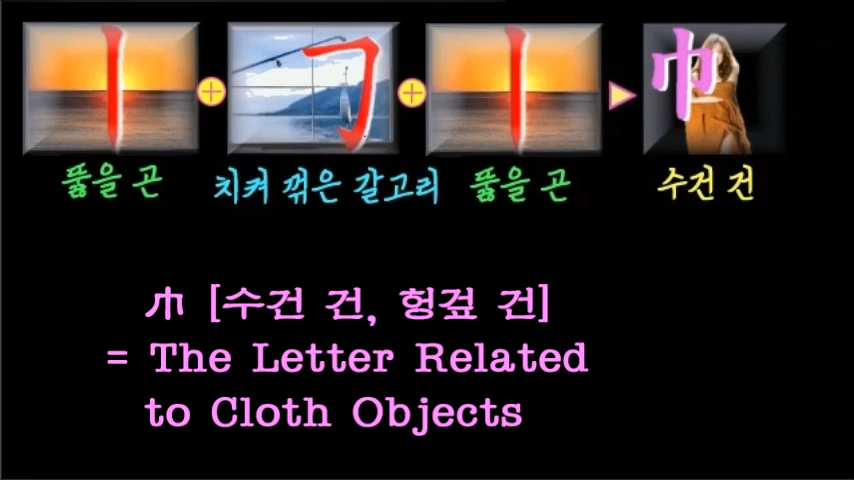 丨 + 亅 + 丨 ▶ 巾
뚫을 곤 치켜 꺾은 갈고리 뚫을 곤 수건 건
巾 [수건 건, 헝겊 건]
= The Letter Related
to Cloth Objects